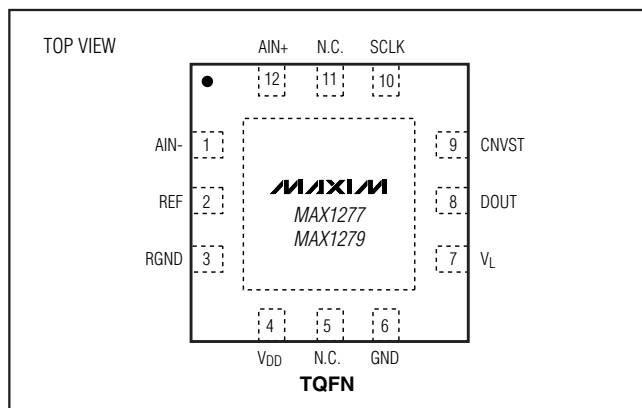 TOP VIEW
AIN+ N.C. SCLK
12 11 10
AIN- 1 9 CNVST
MAXIM
REF 2 MAX1277 8 DOUT
MAX1279
RGND 3 7 VL
4 5 6
VDD N.C. GND
TQFN